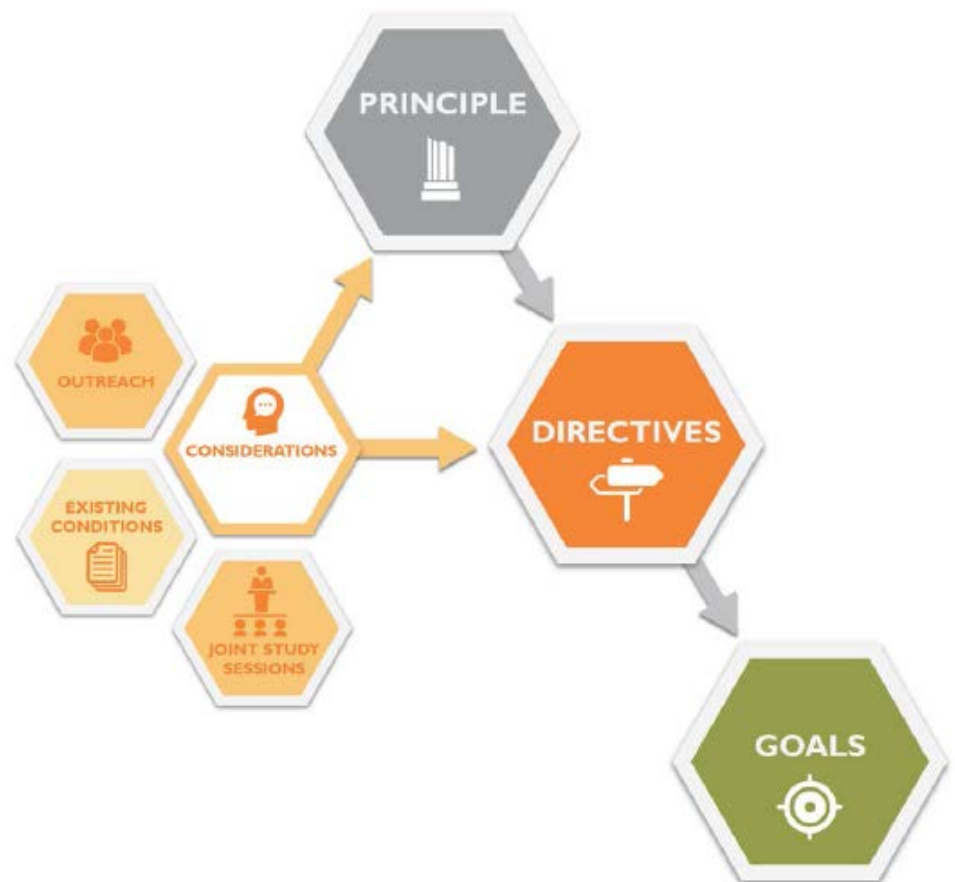 PRINCIPLE
OUTREACH
CONSIDERATIONS
DIRECTIVES
EXISTING
CONDITIONS
JOINT STUDY
SESSIONS
GOALS